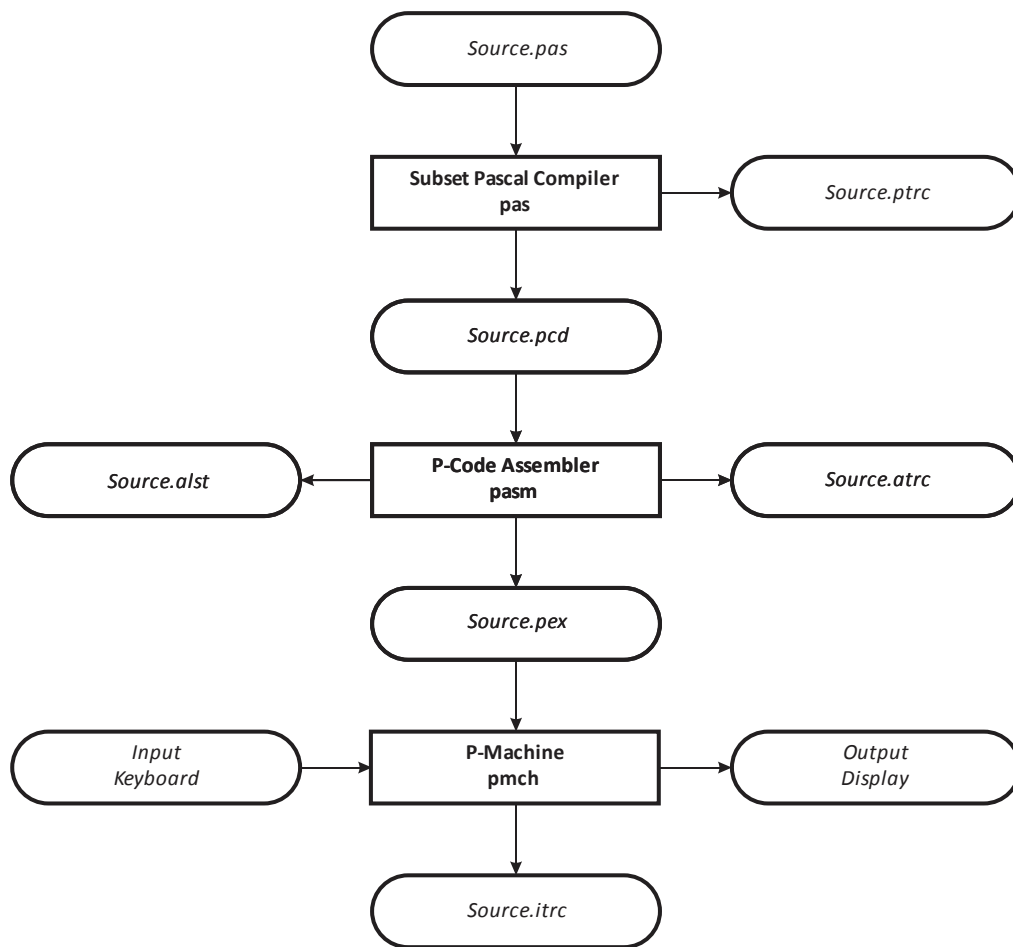 Source.pas
Subset Pascal Compiler
pas
Source.ptrc
Source.pcd
Source.alst
P-Code Assembler
pasm
Source.atrc
Source.pex
Input
Keyboard
P-Machine
pmch
Output
Display
Source.itrc